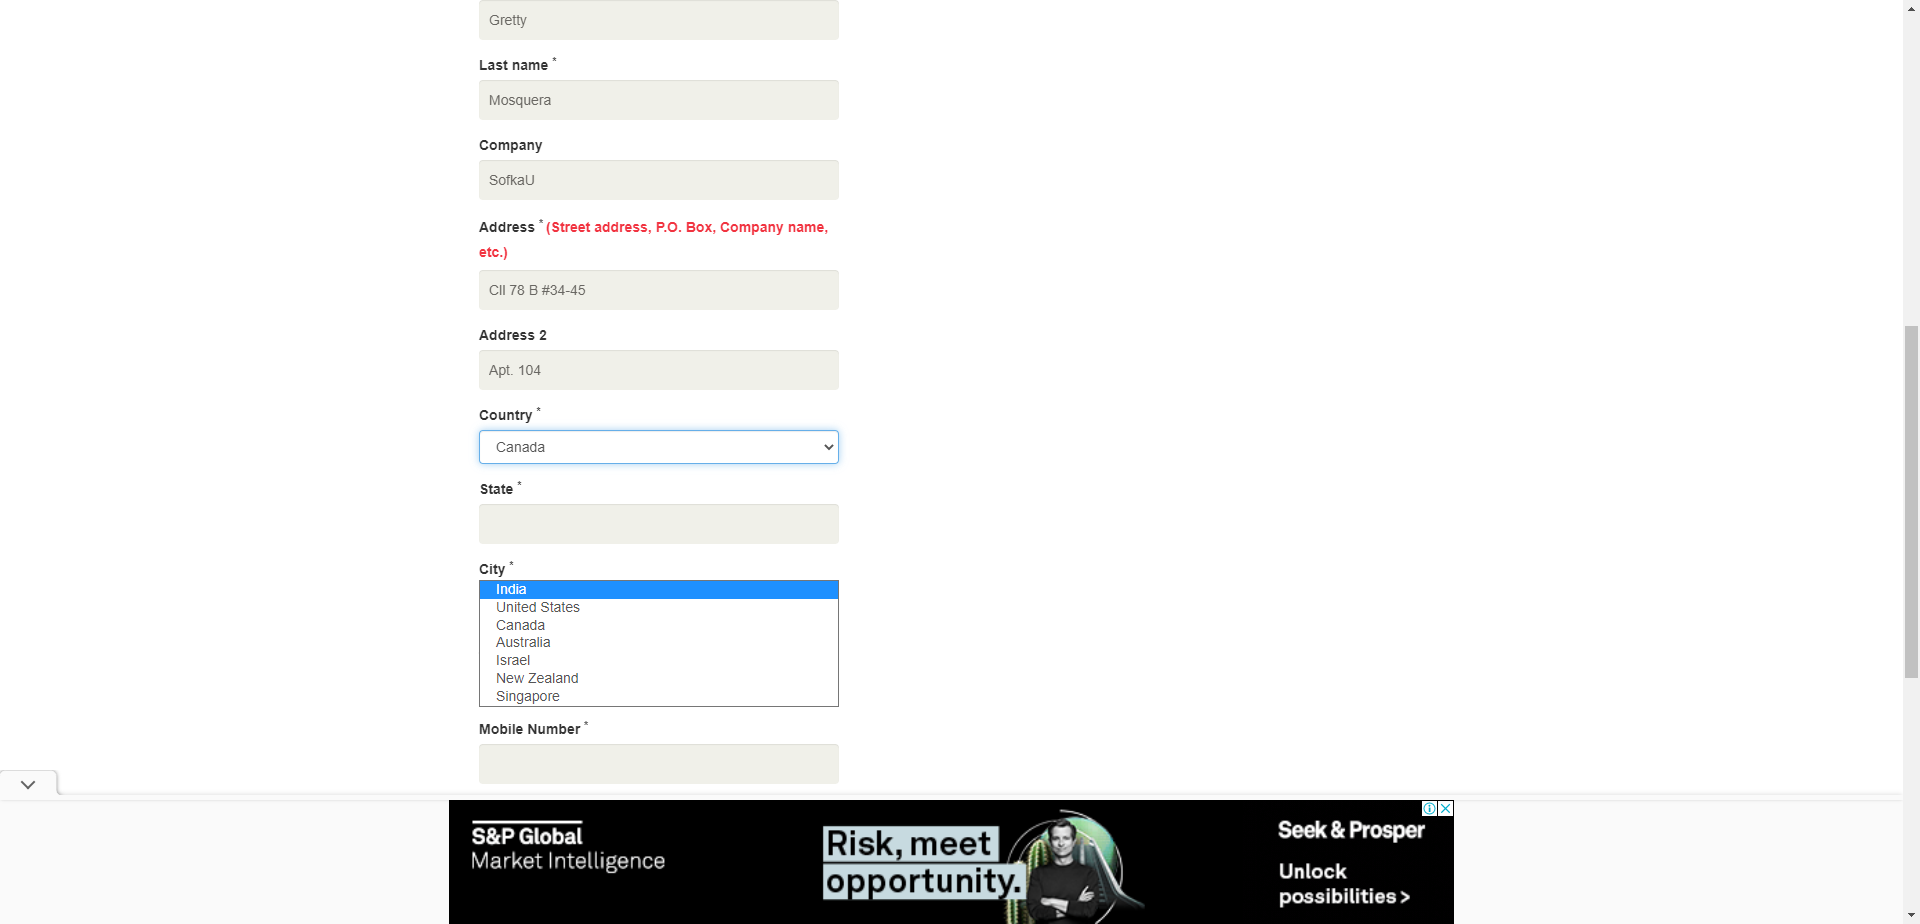 Gretty
Last name *
Mosquera
Company
SofkaU
Address * (Street address, P.O. Box, Company name,
etc.)
Cll 78 B #34-45
Address 2
Apt. 104
Country *
Canada
State *
City *
India
United States
Canada
Australia
Israel
New Zealand
Singapore
Mobile Number *
S&P Global
Market Intelligence
Risk, meet
opportunity.
Seek & Prosper
Unlock
possibilities >